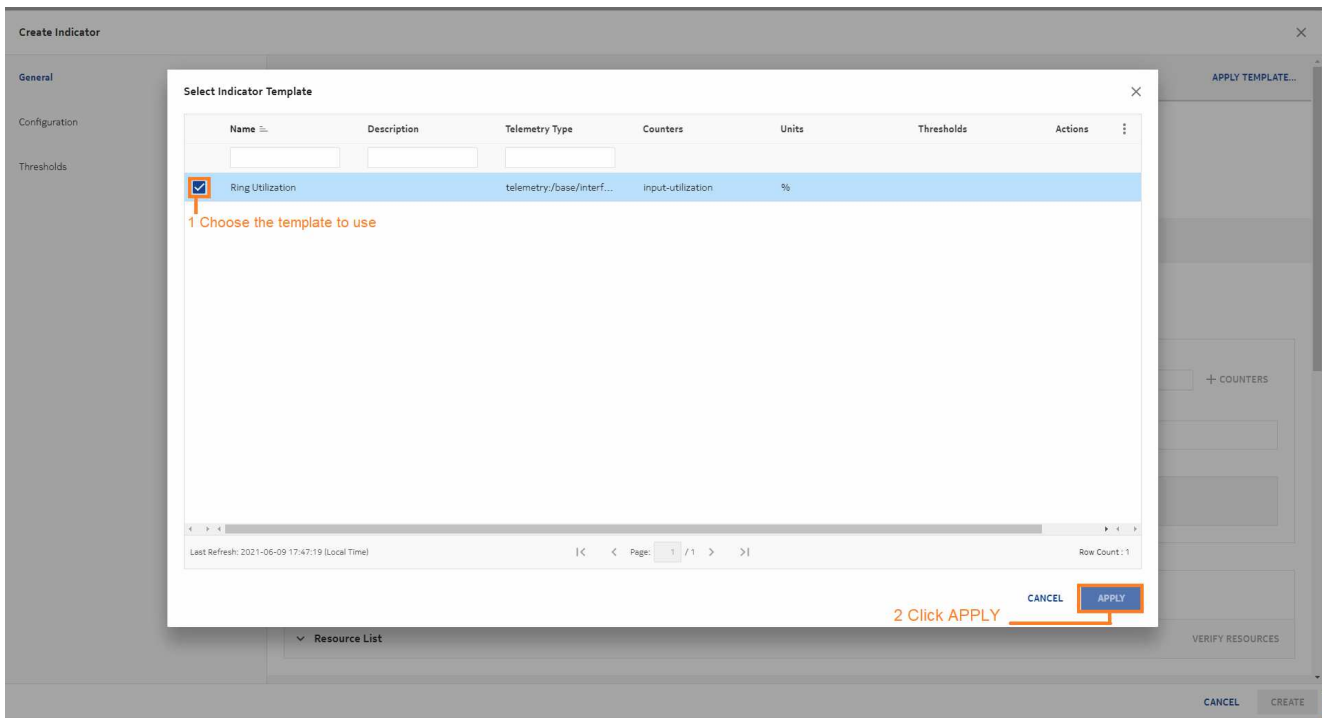 Create Indicator
General
APPLY TEMPLATE...
Select Indicator Template
Configuration
Name Description Telemetry Type Counters Units Thresholds Actions
Thresholds
Ring Utilization telemetry:/base/interf... input-utilization %
1 Choose the template to use
+ COUNTERS
Last Refresh: 2021-06-09 17:47:19 (Local Time) Page: 1 / 1 Row Count : 1
CANCEL APPLY
2 Click APPLY
Resource List VERIFY RESOURCES
CANCEL CREATE